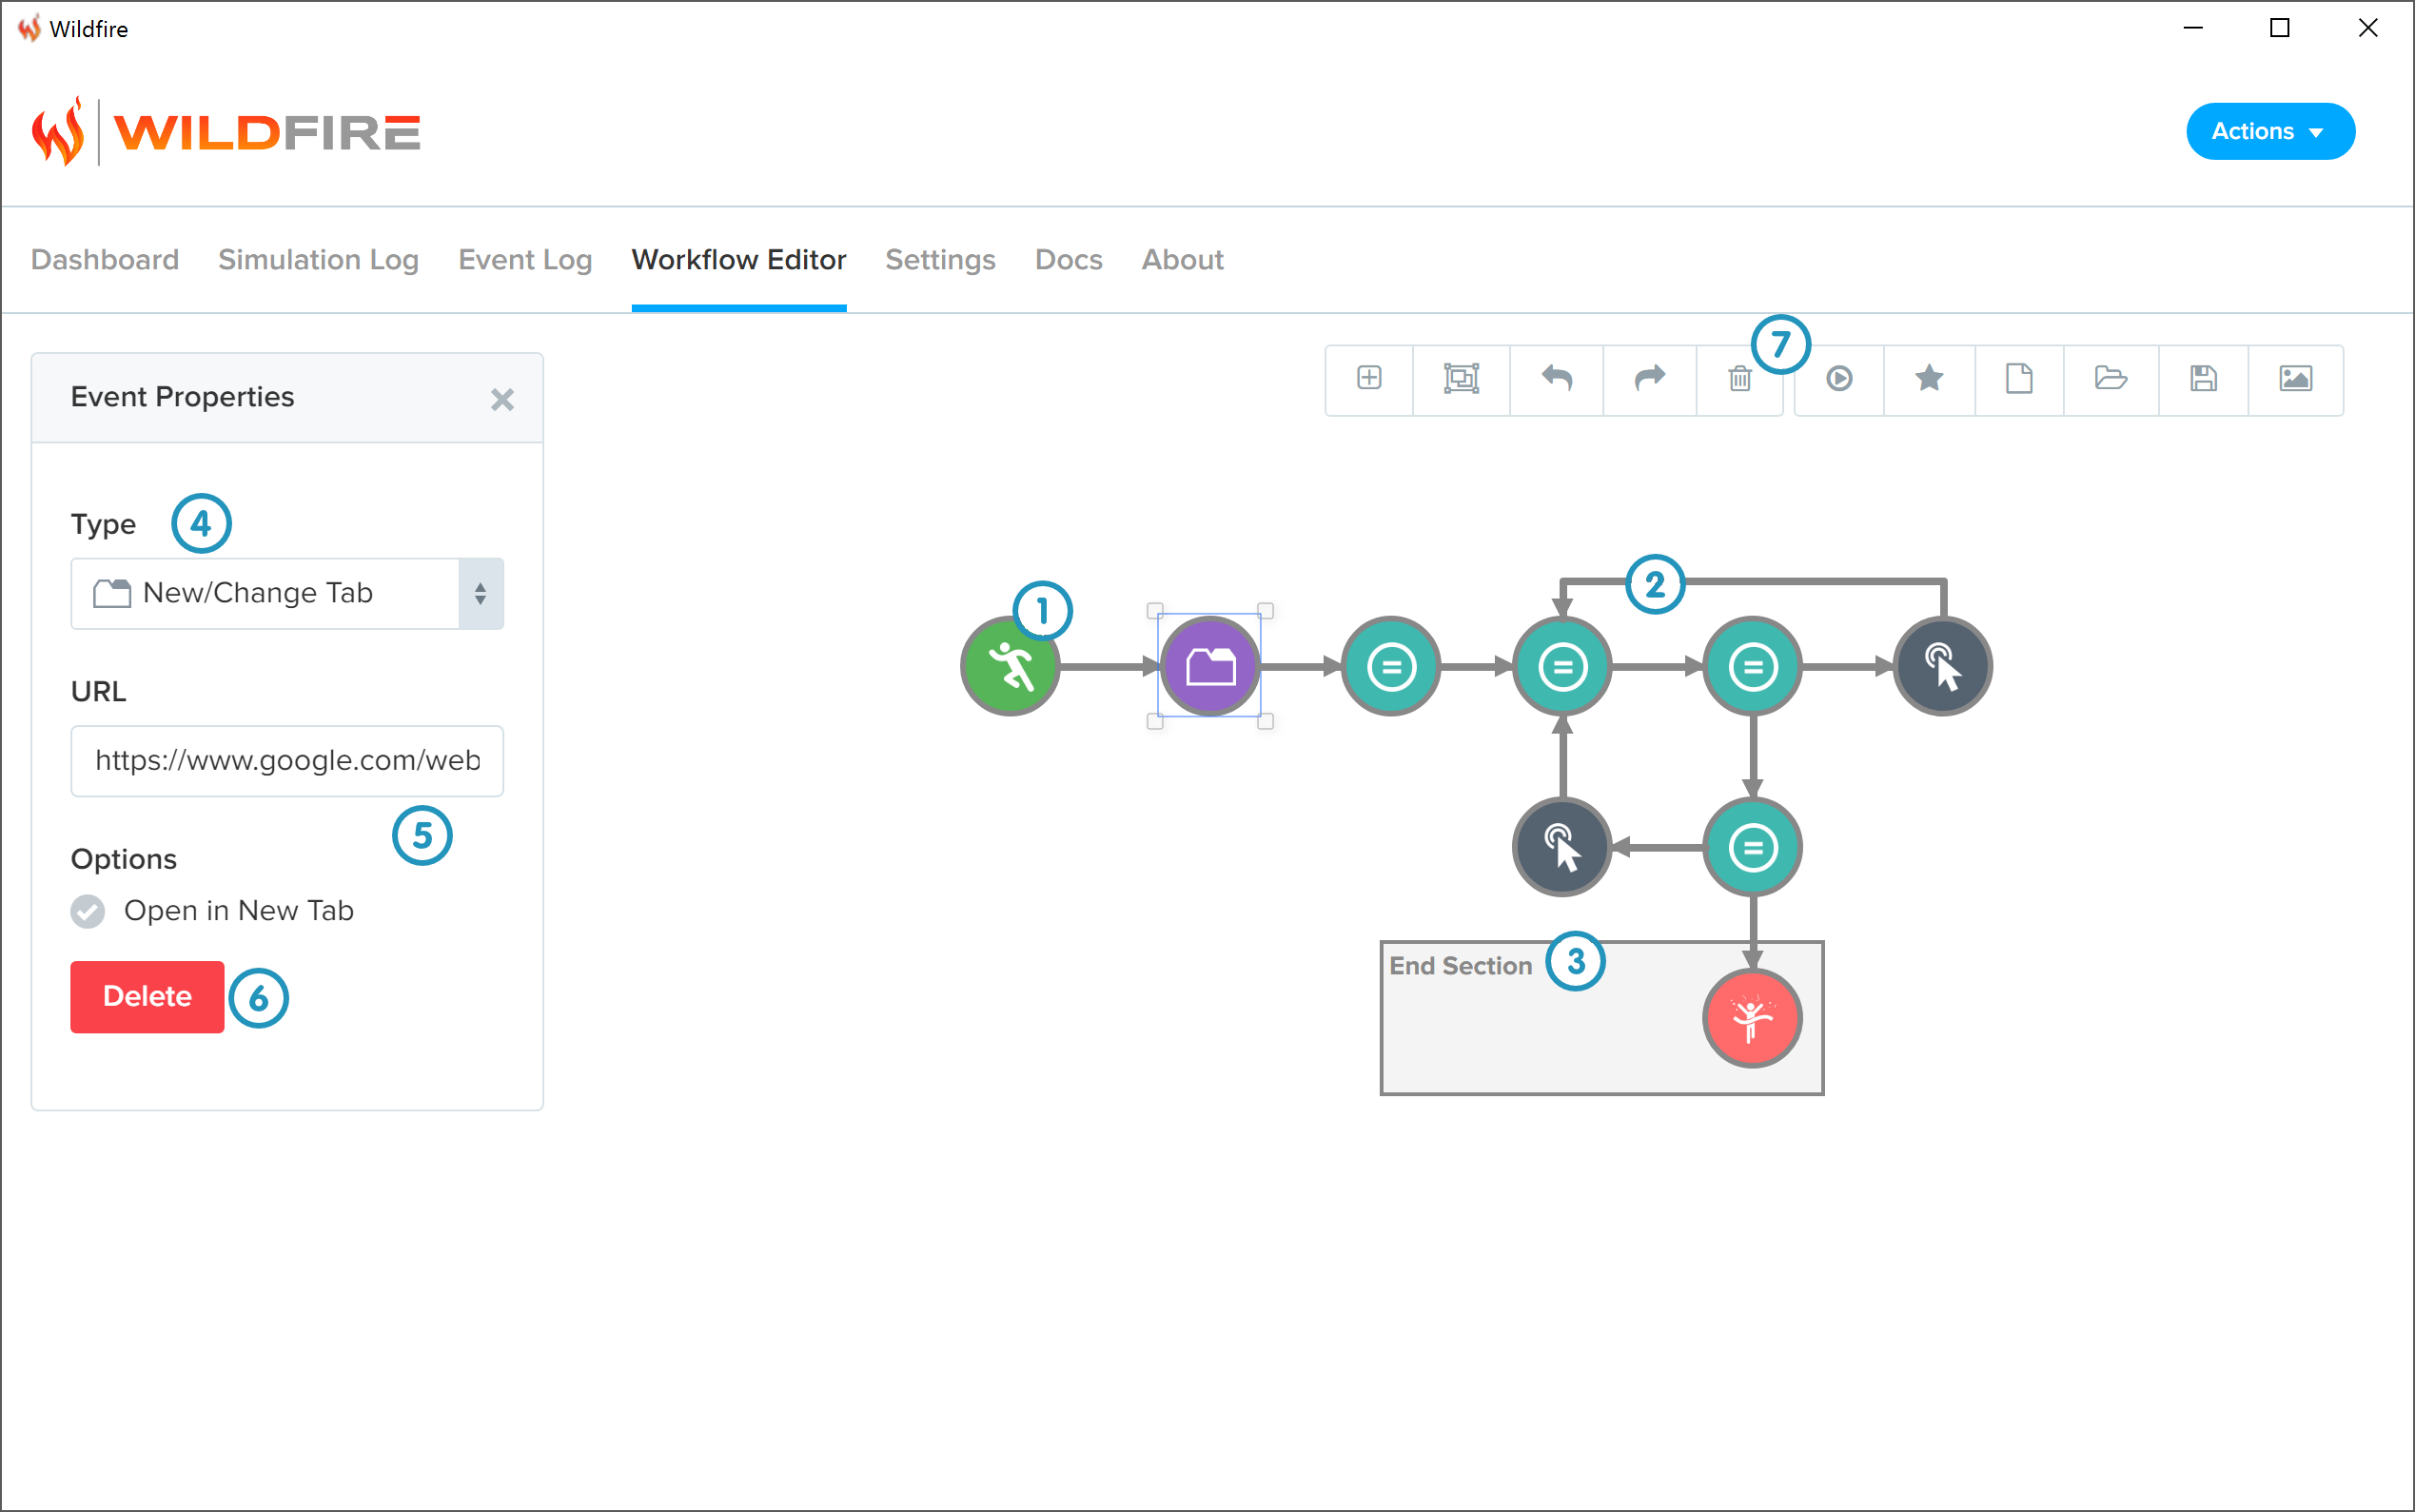 Wildfire
WILDFIRE
Actions
Dashboard Simulation Log Event Log Workflow Editor Settings Docs About
7
Event Properties
Type 4
New/Change Tab
URL
https://www.google.com/web
5
Options
Open in New Tab
Delete 6
1
2
End Section 3